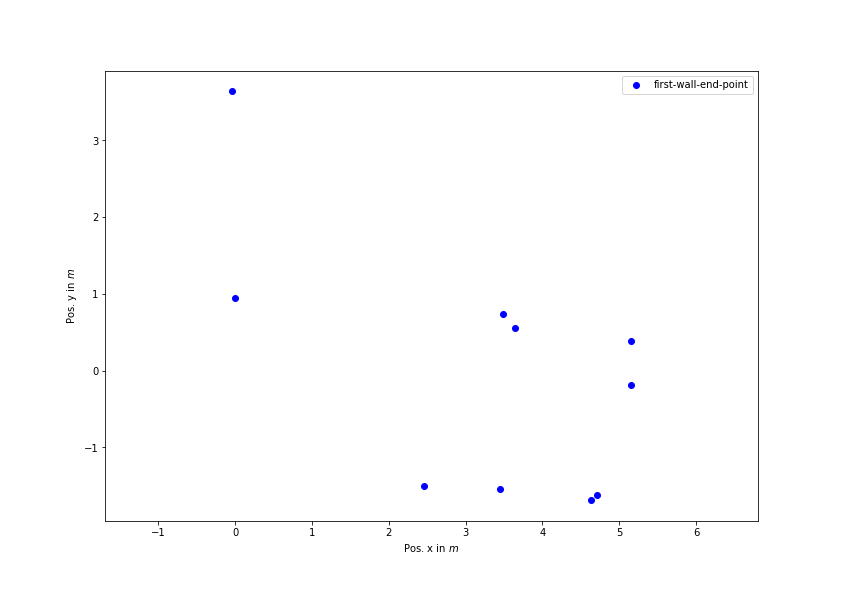 first-wall-end-point
3
2
1
0
−1
Pos. y in m
−1 0 1 2 3 4 5 6
Pos. x in m